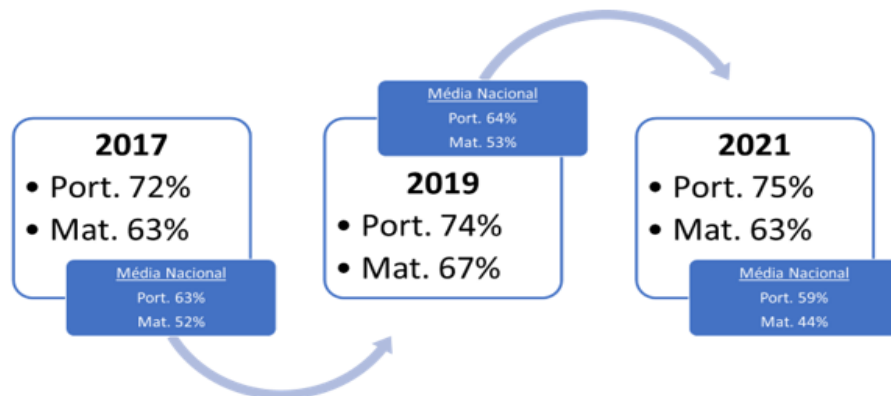 2017
• Port. 72%
• Mat. 63%
Média Nacional
Port. 63%
Mat. 52%
Média Nacional
Port. 64%
Mat. 53%
2019
• Port. 74%
• Mat. 67%
2021
• Port. 75%
• Mat. 63%
Média Nacional
Port. 59%
Mat. 44%